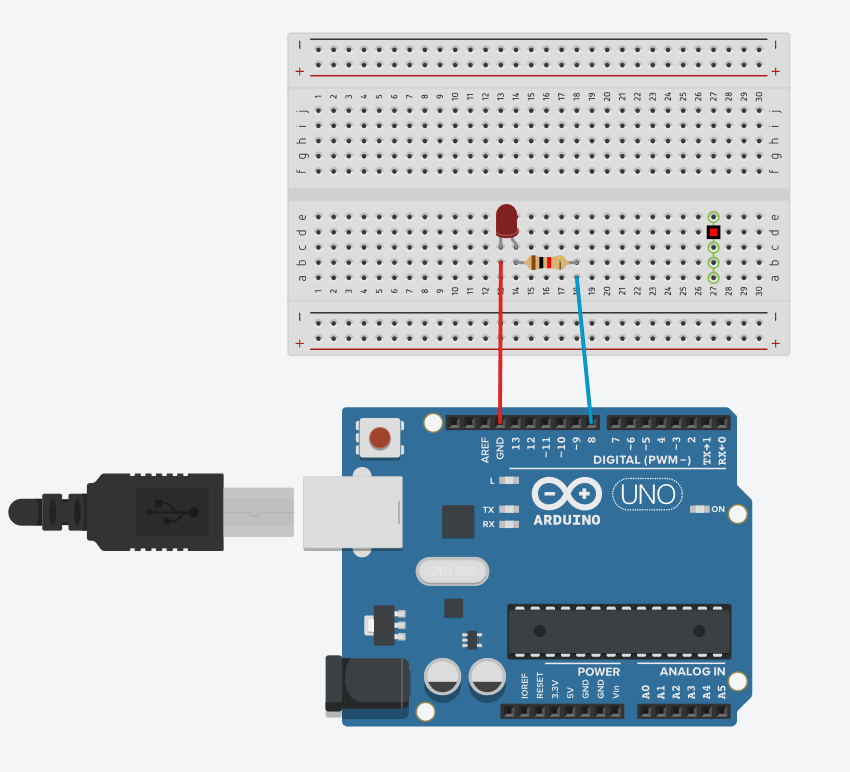 − −
+ +
1 2 3 4 5 6 7 8 9 10 11 12 13 14 15 16 17 18 19 20 21 22 23 24 25 26 27 28 29 30
j j
i i
h h
g g
f f
e e
d d
c c
b b
a a
1 2 3 4 5 6 7 8 9 10 11 12 13 14 15 16 17 18 19 20 21 22 23 24 25 26 27 28 29 30
− −
+ +
AREF GND 13 12 ~11 ~10 ~9 8 7 ~6 ~5 4 ~3 2 TX→1 RX←0
DIGITAL (PWM~)
L
TX
RX
UNO
ON
ARDUINO
POWER ANALOG IN
IOREF RESET 3.3V 5V GND GND Vin A0 A1 A2 A3 A4 A5